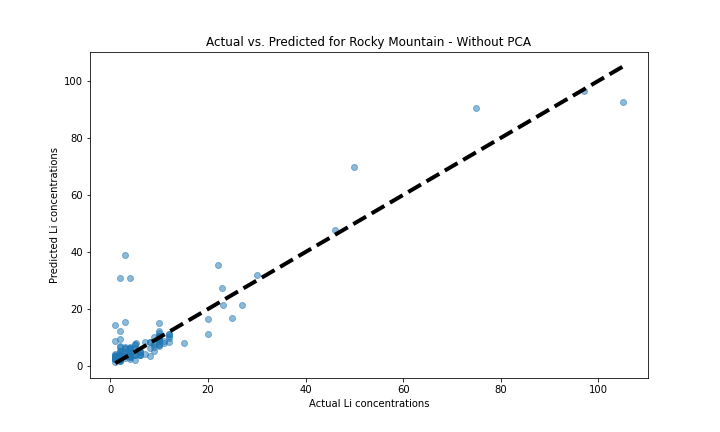 Actual vs. Predicted for Rocky Mountain - Without PCA
100
80
60
40
20
0
Predicted Li concentrations
0 20 40 60 80 100
Actual Li concentrations